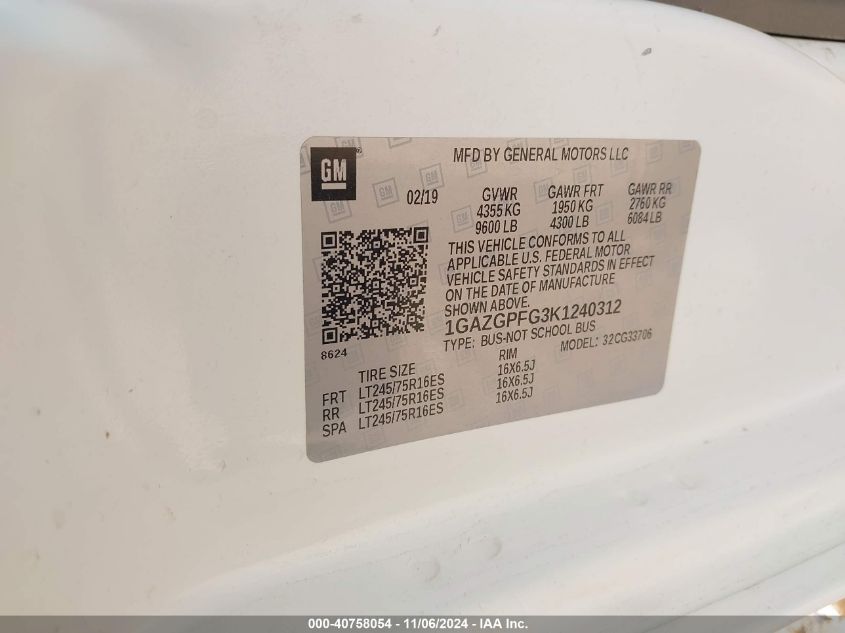 GM
MFD BY GENERAL MOTORS LLC
02/19 GVWR GAWR FRT GAWR RR
4355 KG 1950 KG 2760 KG
9600 LB 4300 LB 6084 LB
THIS VEHICLE CONFORMS TO ALL
APPLICABLE U.S. FEDERAL MOTOR
VEHICLE SAFETY STANDARDS IN EFFECT
ON THE DATE OF MANUFACTURE
SHOWN ABOVE.
1GAZGPFG3K1240312
TYPE: BUS-NOT SCHOOL BUS
MODEL: 32CG33706
8624
TIRE SIZE RIM
FRT LT245/75R16ES 16X6.5J
RR LT245/75R16ES 16X6.5J
SPA LT245/75R16ES 16X6.5J
000-40758054 - 11/06/2024 - IAA Inc.